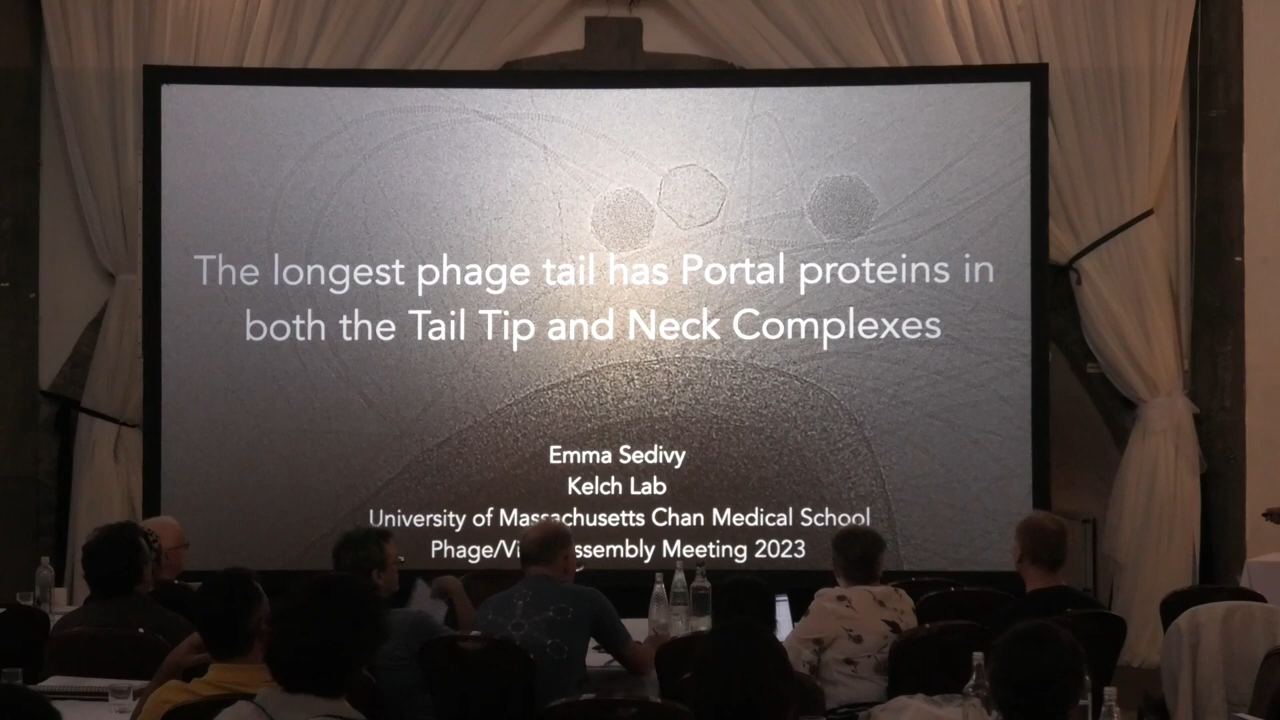 The longest phage tail has Portal proteins in
both the Tail Tip and Neck Complexes
Emma Sedivy
Kelch Lab
University of Massachusetts Chan Medical School
Assembly Meeting 2023